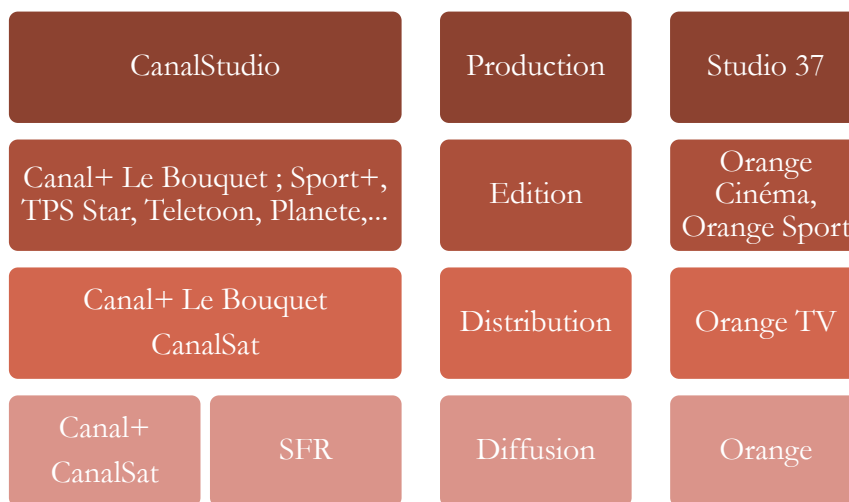 CanalStudio
Production
Studio 37
Canal+ Le Bouquet ; Sport+,
TPS Star, Teletoon, Planete,...
Edition
Orange
Cinéma,
Orange Sport
Canal+ Le Bouquet
CanalSat
Distribution
Orange TV
Canal+
CanalSat
SFR
Diffusion
Orange